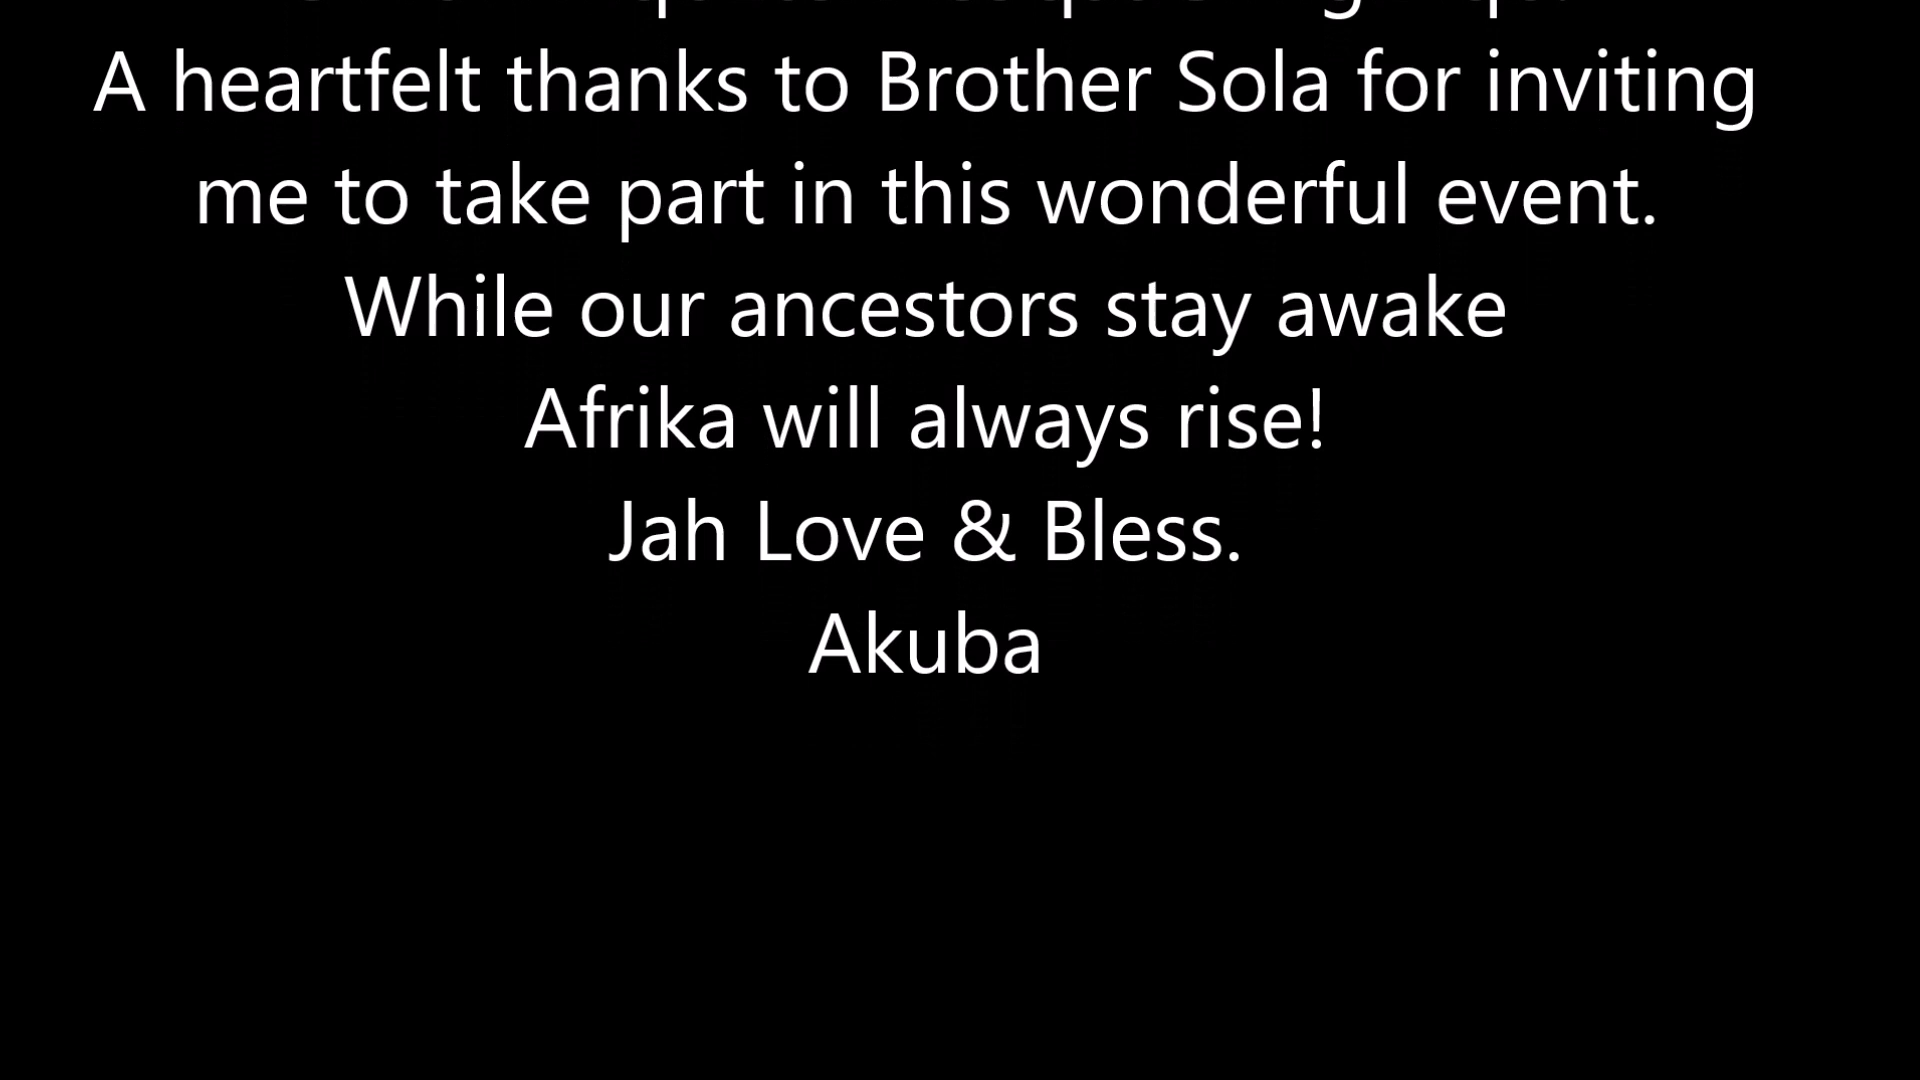 A heartfelt thanks to Brother Sola for inviting
me to take part in this wonderful event.
While our ancestors stay awake
Afrika will always rise!
Jah Love & Bless.
Akuba